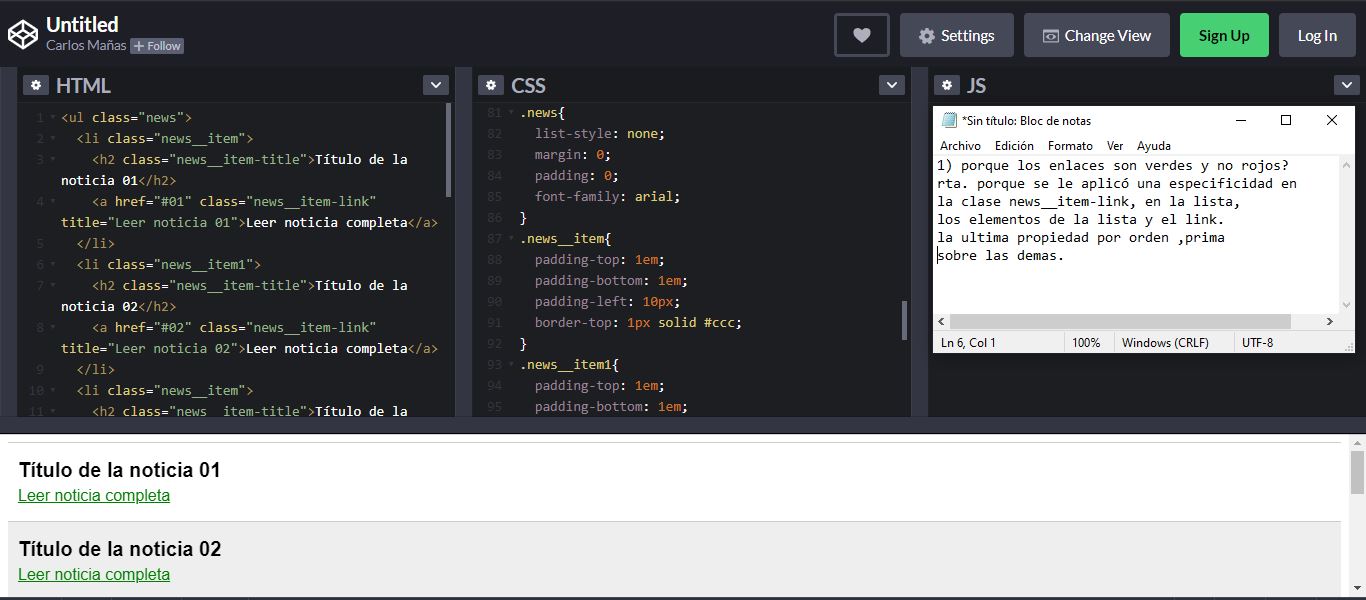 Untitled
Carlos Mañas + Follow
Settings
Change View
Sign Up
Log In
HTML
1 <ul class="news">
2 <li class="news__item">
3 <h2 class="news__item-title">Título de la
noticia 01</h2>
4 <a href="#01" class="news__item-link"
title="Leer noticia 01">Leer noticia completa</a>
5 </li>
6 <li class="news__item1">
7 <h2 class="news__item-title">Título de la
noticia 02</h2>
8 <a href="#02" class="news__item-link"
title="Leer noticia 02">Leer noticia completa</a>
9 </li>
10 <li class="news__item">
11 <h2 class="news__item-title">Título de la
CSS
81 .news{
82 list-style: none;
83 margin: 0;
84 padding: 0;
85 font-family: arial;
86 }
87 .news__item{
88 padding-top: 1em;
89 padding-bottom: 1em;
90 padding-left: 10px;
91 border-top: 1px solid #ccc;
92 }
93 .news__item1{
94 padding-top: 1em;
95 padding-bottom: 1em;
JS
*Sin título: Bloc de notas
Archivo Edición Formato Ver Ayuda
1) porque los enlaces son verdes y no rojos?
rta. porque se le aplicó una especificidad en
la clase news__item-link, en la lista,
los elementos de la lista y el link.
la ultima propiedad por orden ,prima
sobre las demas.
Ln 6, Col 1 100% Windows (CRLF) UTF-8
Título de la noticia 01
Leer noticia completa
Título de la noticia 02
Leer noticia completa